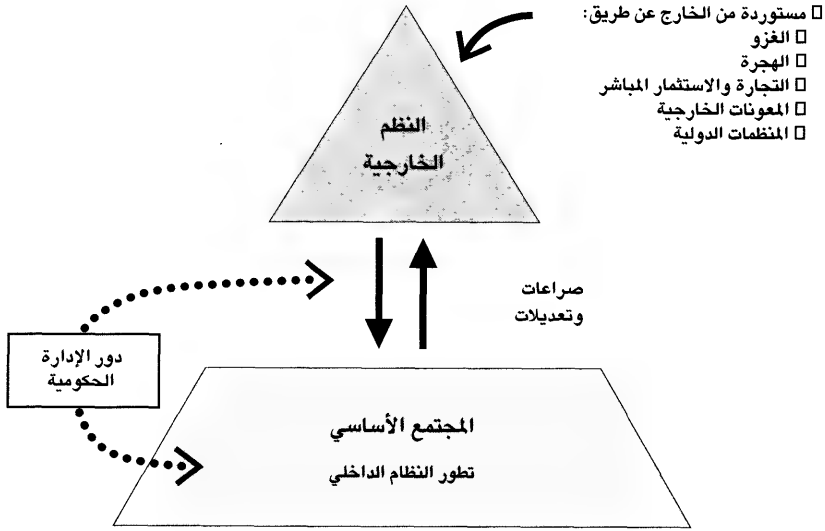 ▯ مستوردة من الخارج عن طريق:
▯ الغزو
▯ الهجرة
▯ التجارة والاستثمار المباشر
▯ المعونات الخارجية
▯ المنظمات الدولية
النظم
الخارجية
صراعات
وتعديلات
دور الإدارة
الحكومية
المجتمع الأساسي
تطور النظام الداخلي